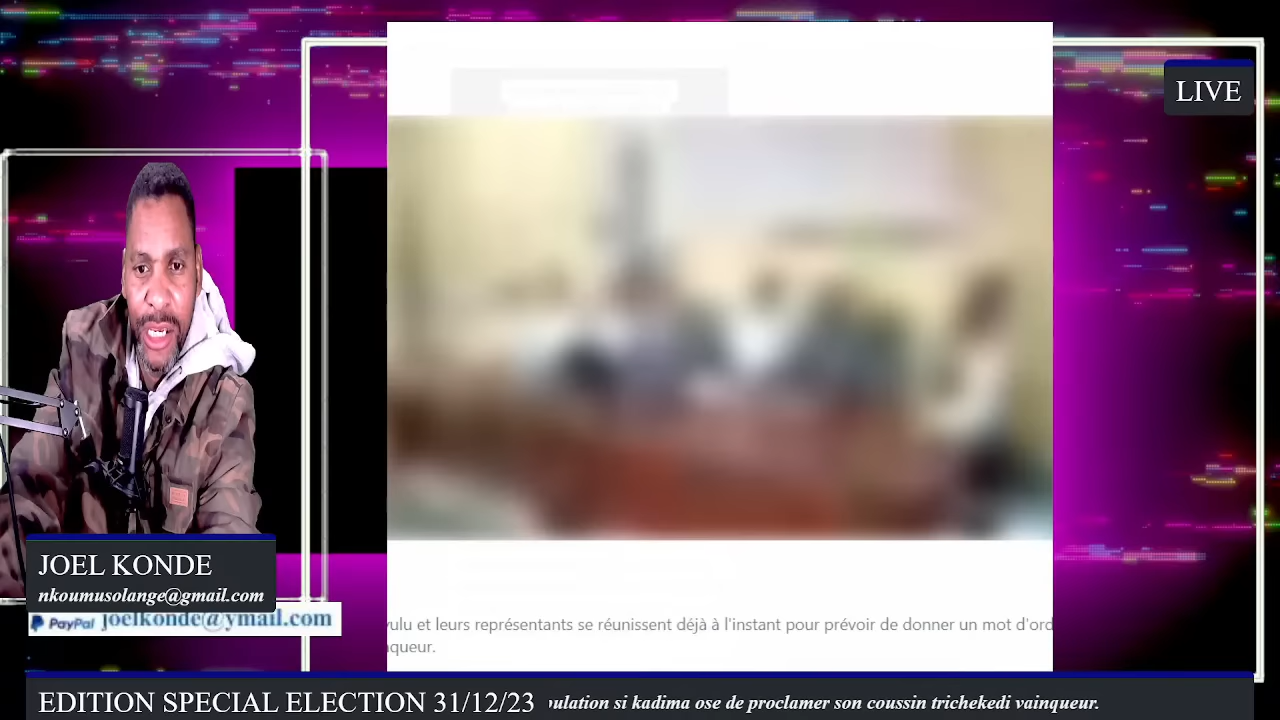 LIVE
JOEL KONDE
nkoumusolange@gmail.com
PayPal joelkonde@ymail.com
vulu et leurs représentants se réunissent déjà à l'instant pour prévoir de donner un mot d'ord
nqueur.
EDITION SPECIAL ELECTION 31/12/23
ulation si kadima ose de proclamer son coussin trichekedi vainqueur.